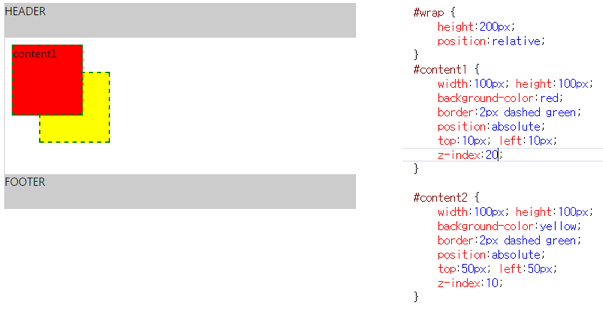 HEADER
content1
FOOTER
#wrap {
height:200px;
position:relative;
}
#content1 {
width:100px; height:100px;
background-color:red;
border:2px dashed green;
position:absolute;
top:10px; left:10px;
z-index:20;
}
#content2 {
width:100px; height:100px;
background-color:yellow;
border:2px dashed green;
position:absolute;
top:50px; left:50px;
z-index:10;
}